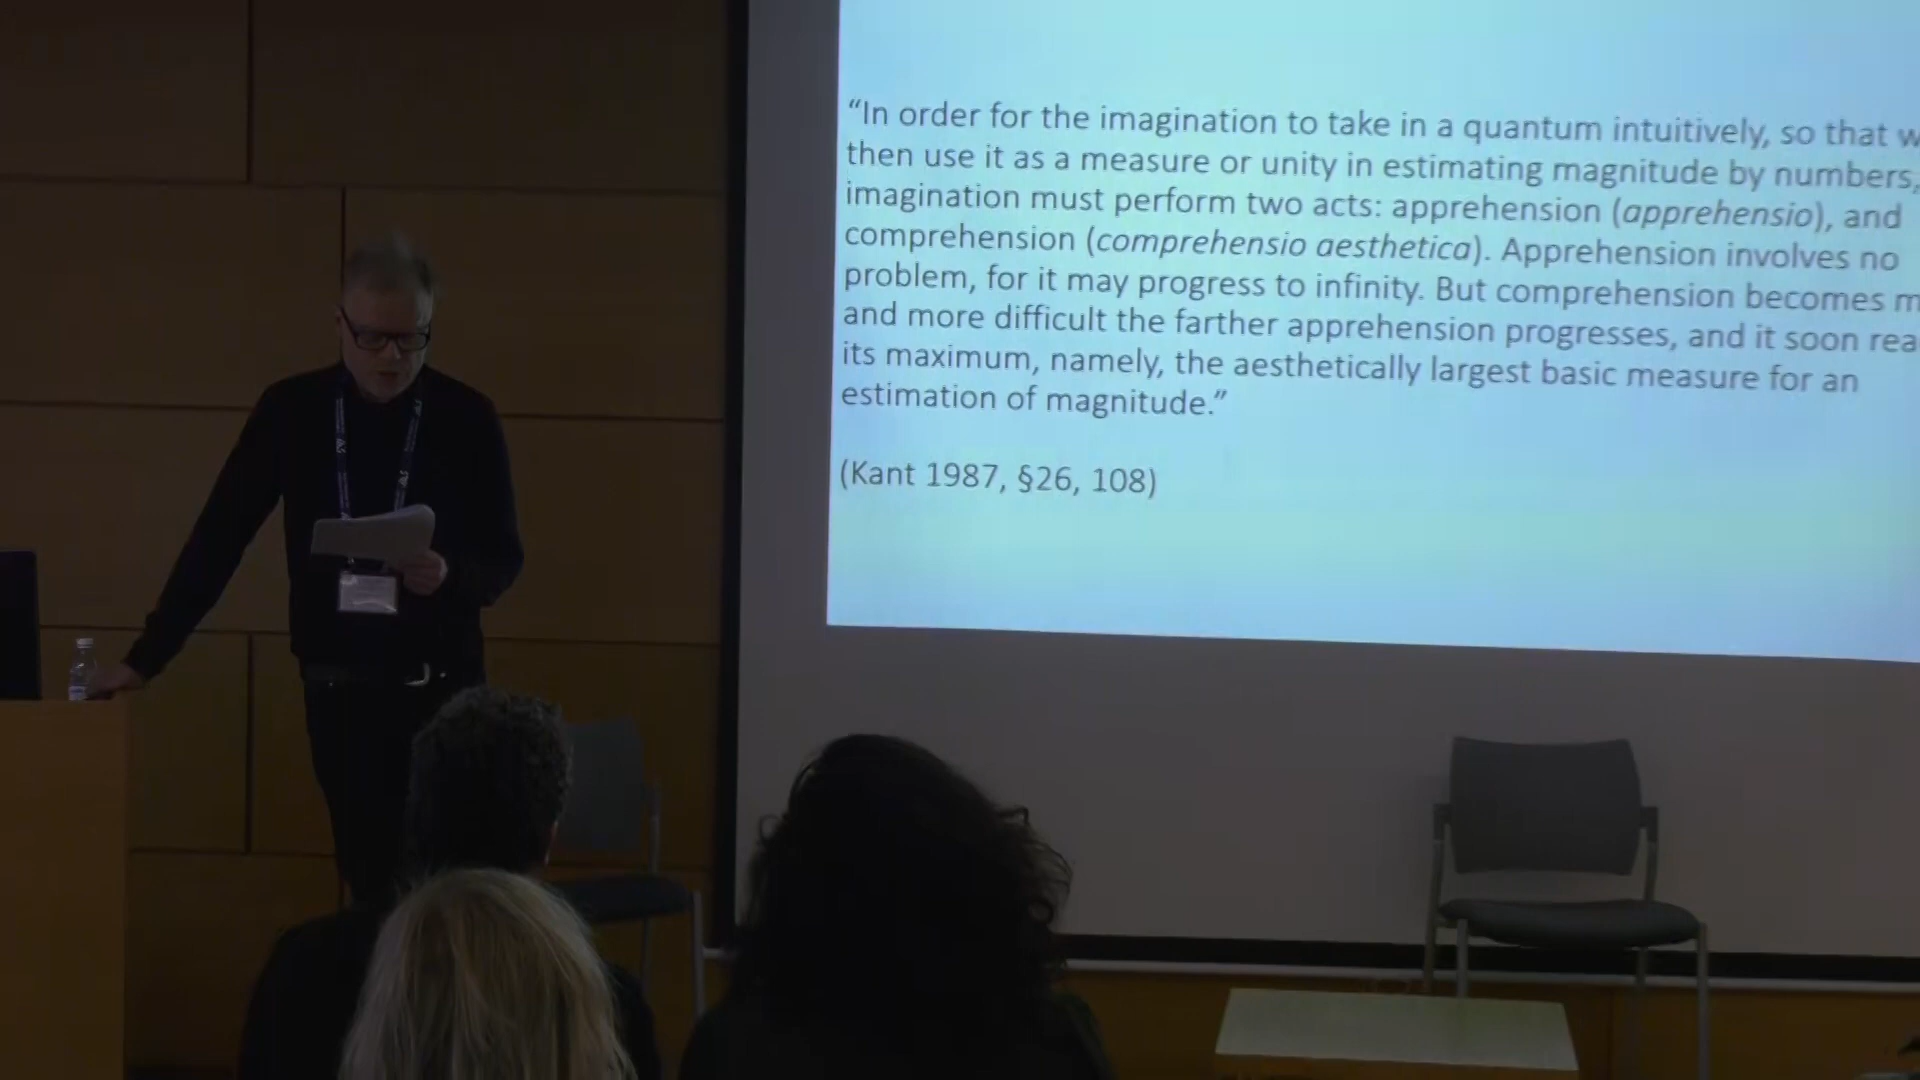 “In order for the imagination to take in a quantum intuitively, so that
then use it as a measure or unity in estimating magnitude by numbers,
imagination must perform two acts: apprehension (apprehensio), and
comprehension (comprehensio aesthetica). Apprehension involves no
problem, for it may progress to infinity. But comprehension becomes
and more difficult the farther apprehension progresses, and it soon
its maximum, namely, the aesthetically largest basic measure for an
estimation of magnitude.”
(Kant 1987, §26, 108)